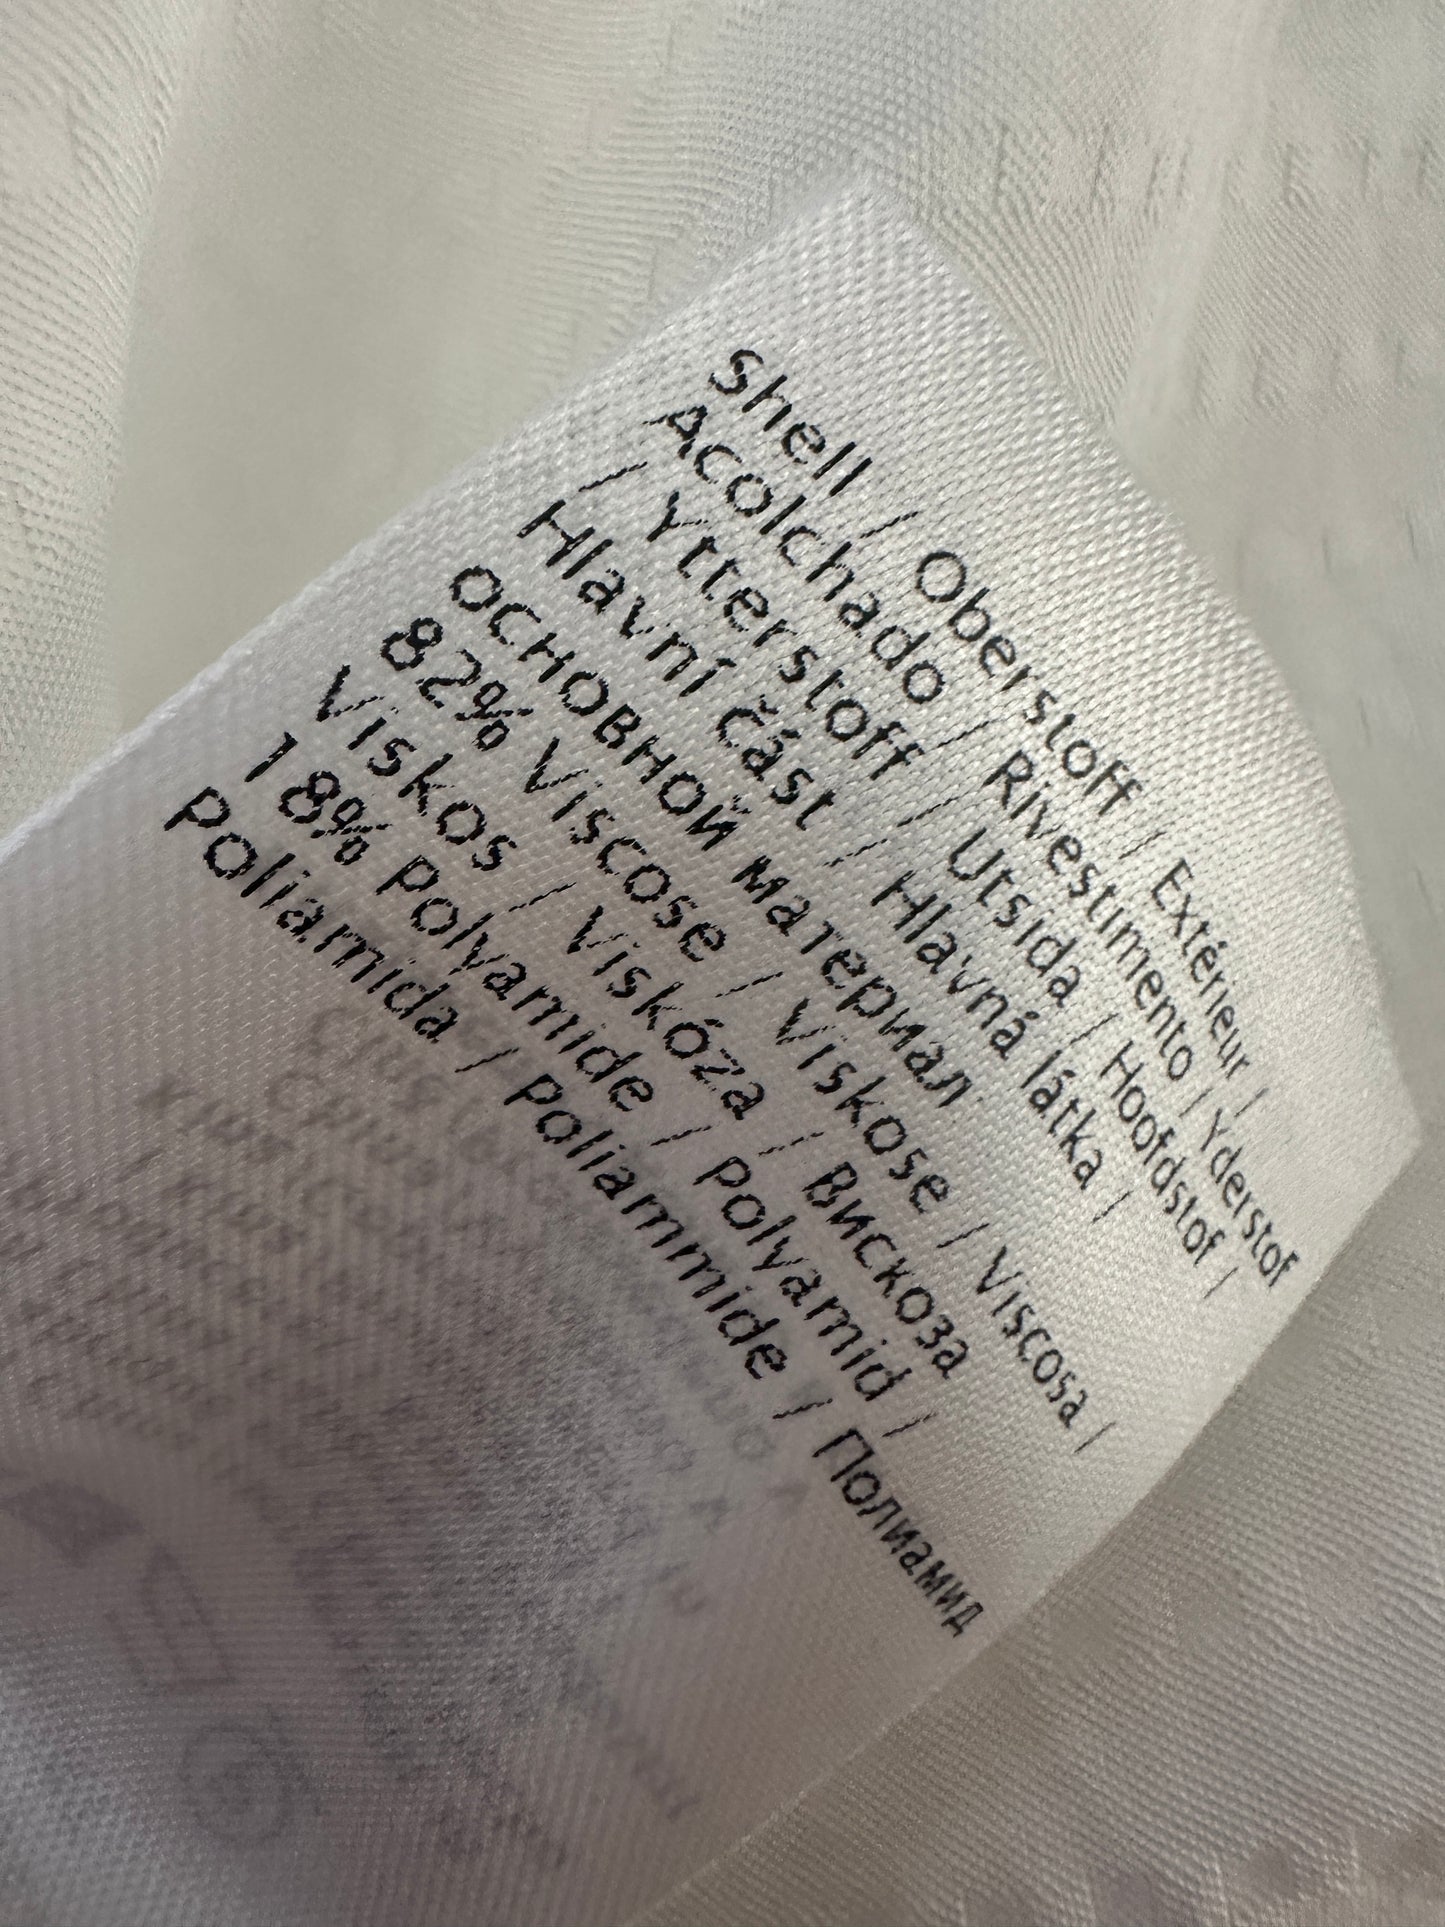 Shell / Oberstoff / Extérieur /
Acolchado / Rivestimento / Yderstof
/ Ytterstoff / Utsida / Hoofdstof /
Hlavní část / Hlavná látka /
основной материал
82% Viscose / Viskose / Viscosa /
Viskos / Viskóza / Вискоза
18% Polyamide / Polyamid /
Poliamida / Poliammide / Полиамид